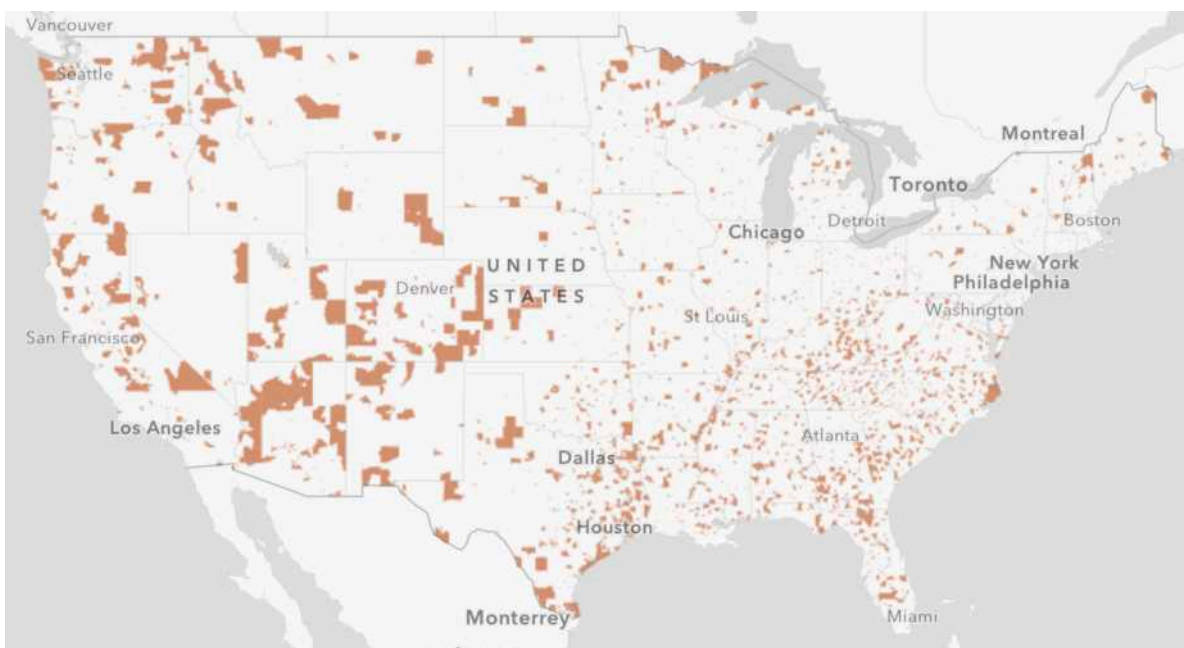 Vancouver
Seattle
Montreal
Toronto
Boston
Detroit
Chicago
New York
UNITED
STATES
Denver
Philadelphia
Washington
St Louis
San Francisco
Los Angeles
Atlanta
Dallas
Houston
Monterrey
Miami